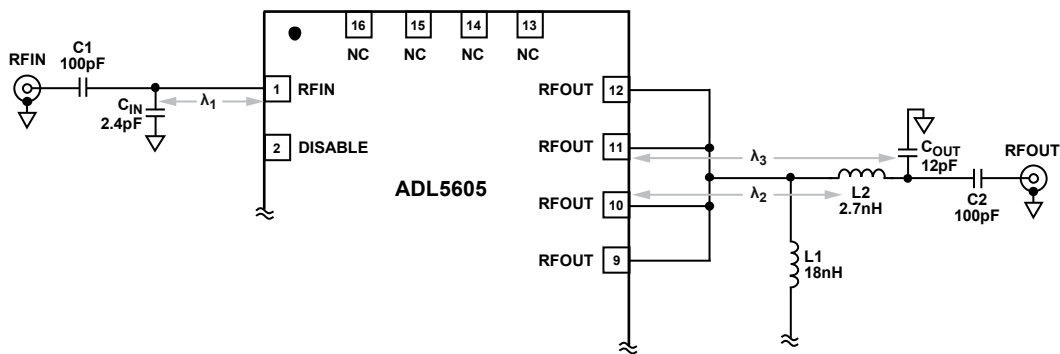 16
15
14
13
NC
NC
NC
NC
RFIN
C1
100pF
CIN
2.4pF
λ1
1
RFIN
2
DISABLE
ADL5605
RFOUT
12
RFOUT
11
RFOUT
10
RFOUT
9
λ3
λ2
L2
2.7nH
L1
18nH
COUT
12pF
C2
100pF
RFOUT